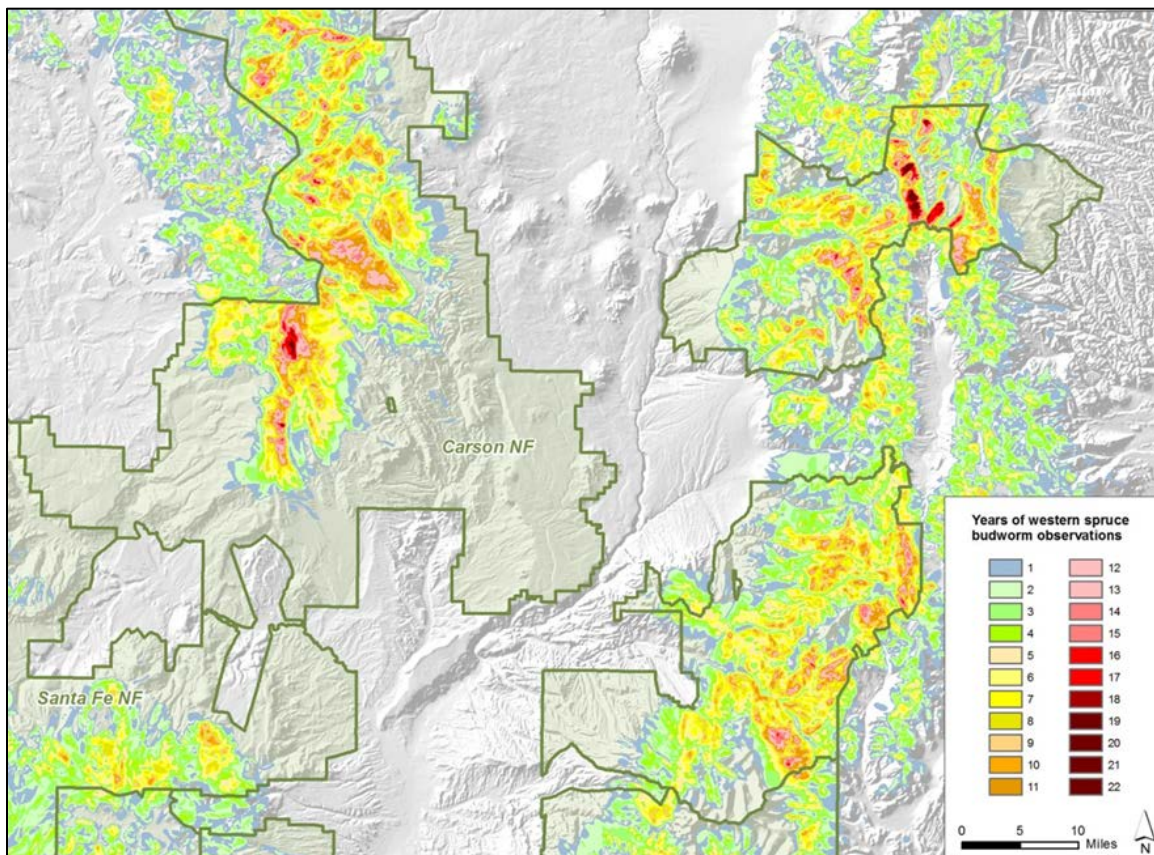 Carson NF
Santa Fe NF
Years of western spruce
budworm observations
1 12
2 13
3 14
4 15
5 16
6 17
7 18
8 19
9 20
10 21
11 22
0 5 10
Miles
N